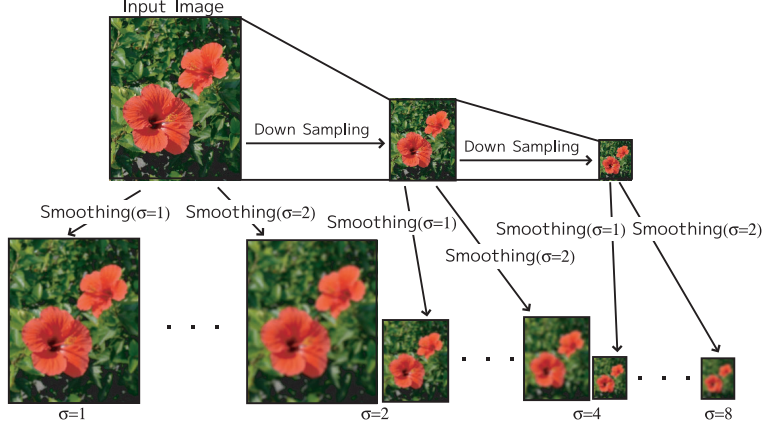 Input Image
Down Sampling
Down Sampling
Smoothing(σ=1)
Smoothing(σ=2)
Smoothing(σ=1)
Smoothing(σ=2)
Smoothing(σ=1)
Smoothing(σ=2)
. . .
. . .
. . .
σ=1
σ=2
σ=4
σ=8